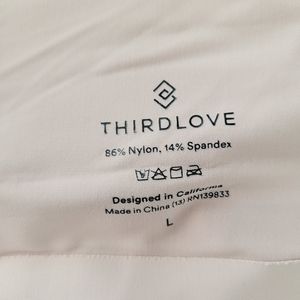 THIRDLOVE
86% Nylon, 14% Spandex
Designed in California
Made in China (13) RN139833
L